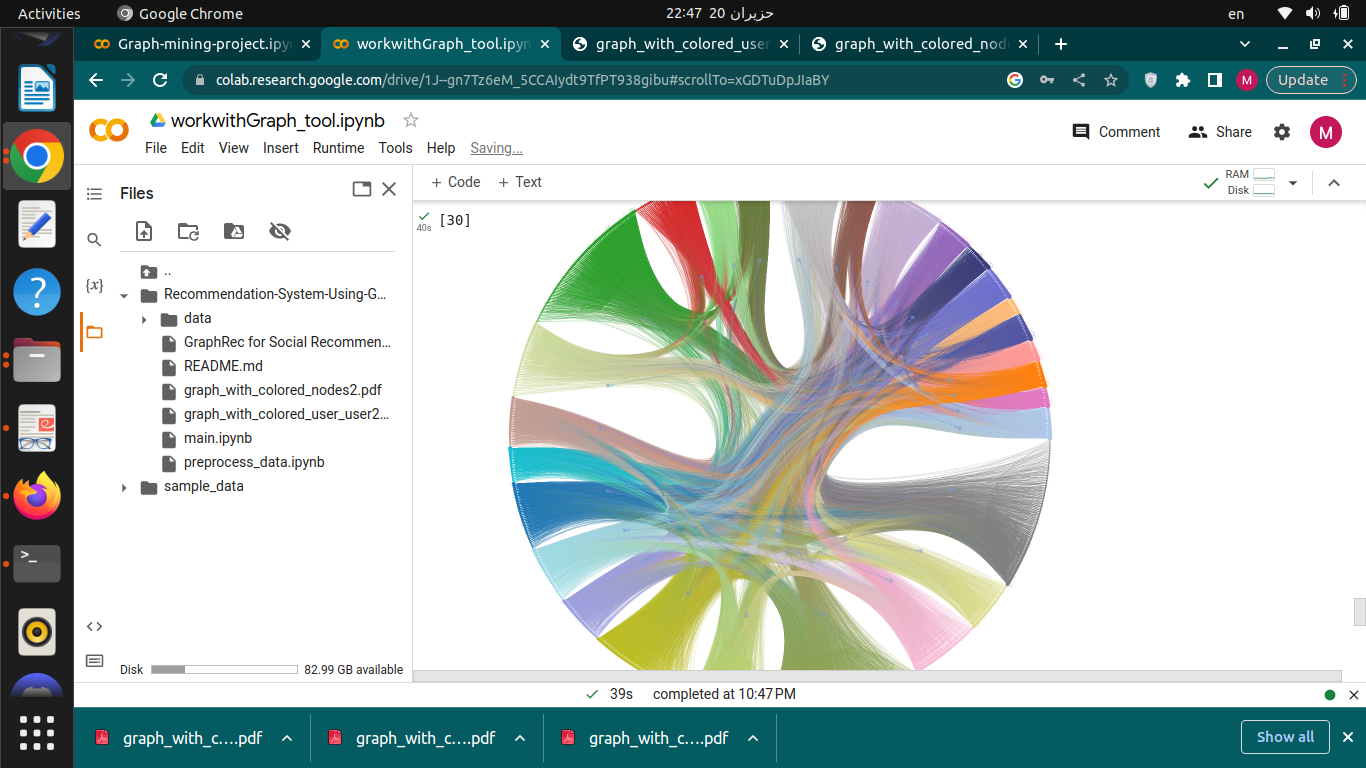 Activities
Google Chrome
22:47 20 حزيران
en
Graph-mining-project.ipyn
workwithGraph_tool.ipyn
graph_with_colored_user
graph_with_colored_nod
colab.research.google.com/drive/1J--gn7Tz6eM_5CCAIydt9TfPT938gibu#scrollTo=xGDTuDpJIaBY
M
Update
workwithGraph_tool.ipynb
File Edit View Insert Runtime Tools Help Saving...
Comment
Share
M
Files
+ Code + Text
RAM
Disk
[30]
40s
{x}
..
Recommendation-System-Using-G...
data
GraphRec for Social Recommen...
README.md
graph_with_colored_nodes2.pdf
graph_with_colored_user_user2...
main.ipynb
preprocess_data.ipynb
sample_data
Disk
82.99 GB available
39s completed at 10:47 PM
graph_with_c....pdf
graph_with_c....pdf
graph_with_c....pdf
Show all